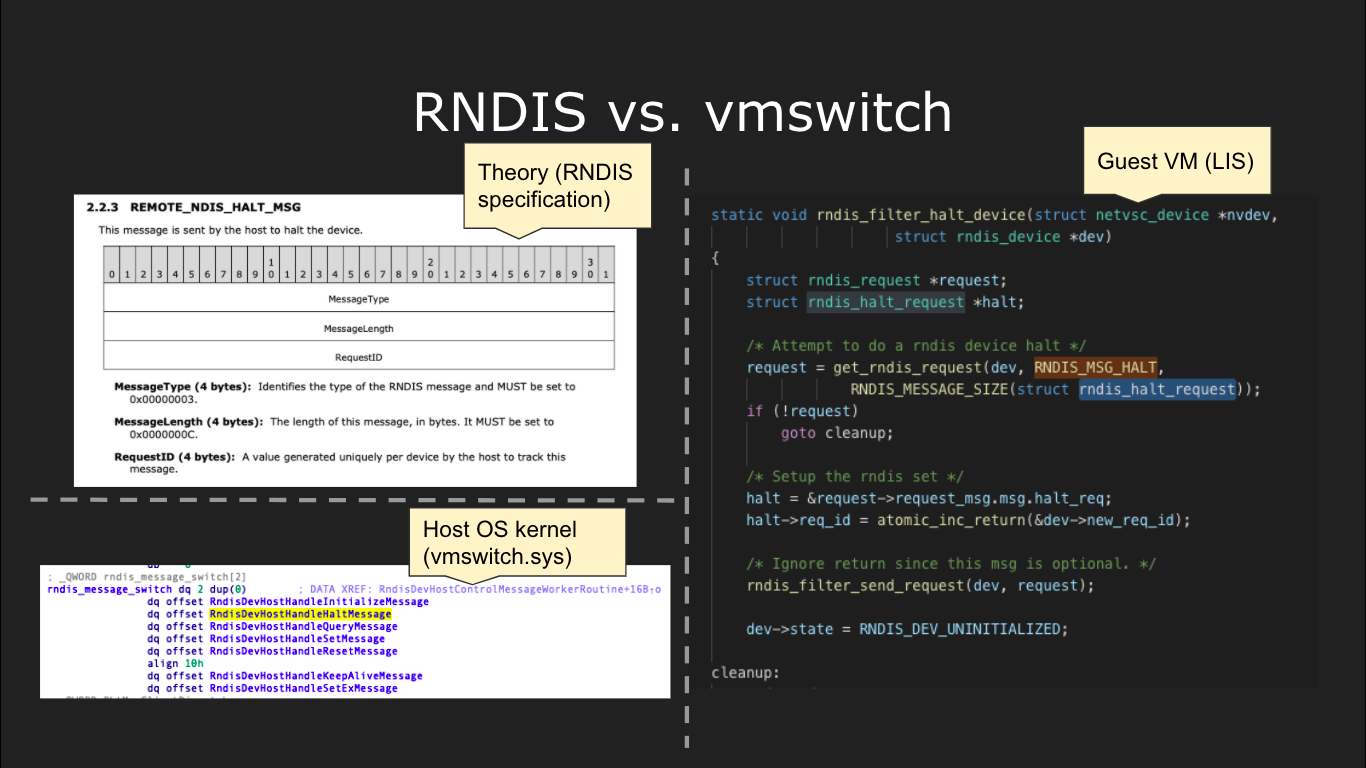 RNDIS vs. vmswitch
Theory (RNDIS
specification)
2.2.3 REMOTE_NDIS_HALT_MSG
This message is sent by the host to halt the device.
1 2 3
0 1 2 3 4 5 6 7 8 9 0 1 2 3 4 5 6 7 8 9 0 1 2 3 4 5 6 7 8 9 0 1
MessageType
MessageLength
RequestID
MessageType (4 bytes): Identifies the type of the RNDIS message and MUST be set to
0x00000003.
MessageLength (4 bytes): The length of this message, in bytes. It MUST be set to
0x0000000C.
RequestID (4 bytes): A value generated uniquely per device by the host to track this
message.
Host OS kernel
(vmswitch.sys)
; _QWORD rndis_message_switch[2]
rndis_message_switch dq 2 dup(0) ; DATA XREF: RndisDevHostControlMessageWorkerRoutine+16B↑o
dq offset RndisDevHostHandleInitializeMessage
dq offset RndisDevHostHandleHaltMessage
dq offset RndisDevHostHandleQueryMessage
dq offset RndisDevHostHandleSetMessage
dq offset RndisDevHostHandleResetMessage
align 10h
dq offset RndisDevHostHandleKeepAliveMessage
dq offset RndisDevHostHandleSetExMessage
Guest VM (LIS)
static void rndis_filter_halt_device(struct netvsc_device *nvdev,
struct rndis_device *dev)
{
struct rndis_request *request;
struct rndis_halt_request *halt;
/* Attempt to do a rndis device halt */
request = get_rndis_request(dev, RNDIS_MSG_HALT,
RNDIS_MESSAGE_SIZE(struct rndis_halt_request));
if (!request)
goto cleanup;
/* Setup the rndis set */
halt = &request->request_msg.msg.halt_req;
halt->req_id = atomic_inc_return(&dev->new_req_id);
/* Ignore return since this msg is optional. */
rndis_filter_send_request(dev, request);
dev->state = RNDIS_DEV_UNINITIALIZED;
cleanup: